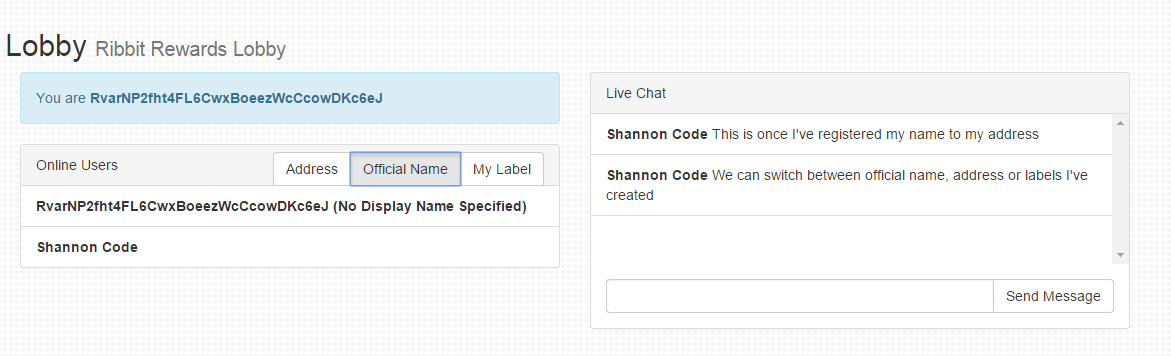 Lobby Ribbit Rewards Lobby
You are RvarNP2fht4FL6CwxBoeezWcCcowDKc6eJ
Online Users
Address
Official Name
My Label
RvarNP2fht4FL6CwxBoeezWcCcowDKc6eJ (No Display Name Specified)
Shannon Code
Live Chat
Shannon Code This is once I've registered my name to my address
Shannon Code We can switch between official name, address or labels I've
created
Send Message